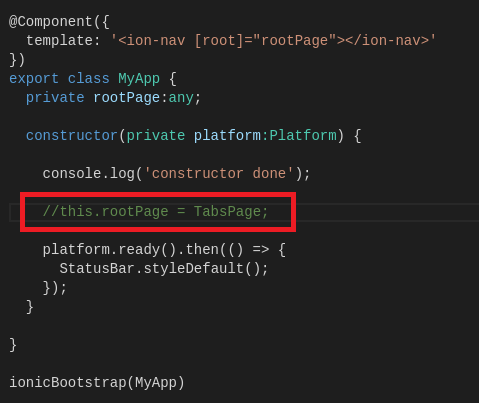 @Component({
  template: '<ion-nav [root]="rootPage"></ion-nav>'
})
export class MyApp {
  private rootPage:any;
  constructor(private platform:Platform) {
    console.log('constructor done');
    //this.rootPage = TabsPage;
    platform.ready().then(() => {
      StatusBar.styleDefault();
    });
  }
}
ionicBootstrap(MyApp)